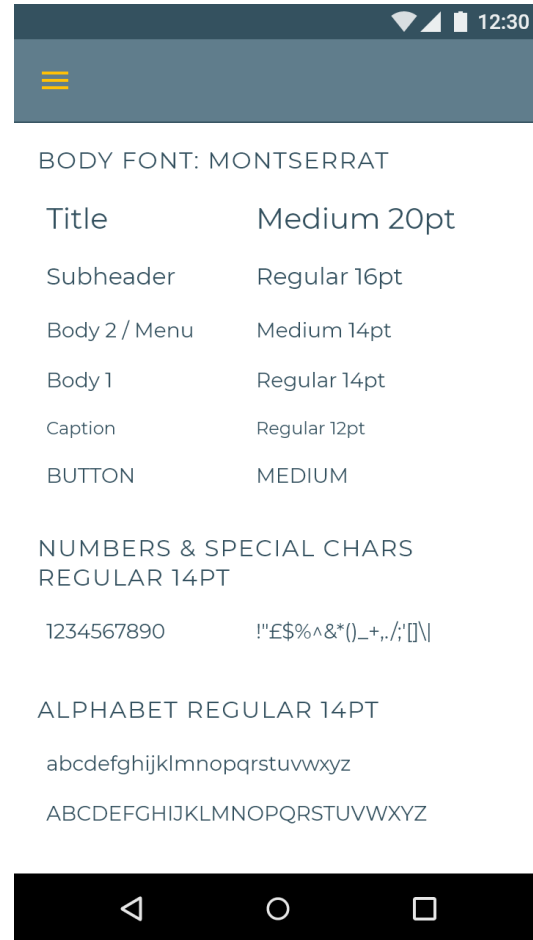 12:30
BODY FONT: MONTSERRAT
Title Medium 20pt
Subheader Regular 16pt
Body 2 / Menu Medium 14pt
Body 1 Regular 14pt
Caption Regular 12pt
BUTTON MEDIUM
NUMBERS & SPECIAL CHARS
REGULAR 14PT
1234567890 !"£$%^&*()_+,./;'[]\|
ALPHABET REGULAR 14PT
abcdefghijklmnopqrstuvwxyz
ABCDEFGHIJKLMNOPQRSTUVWXYZ